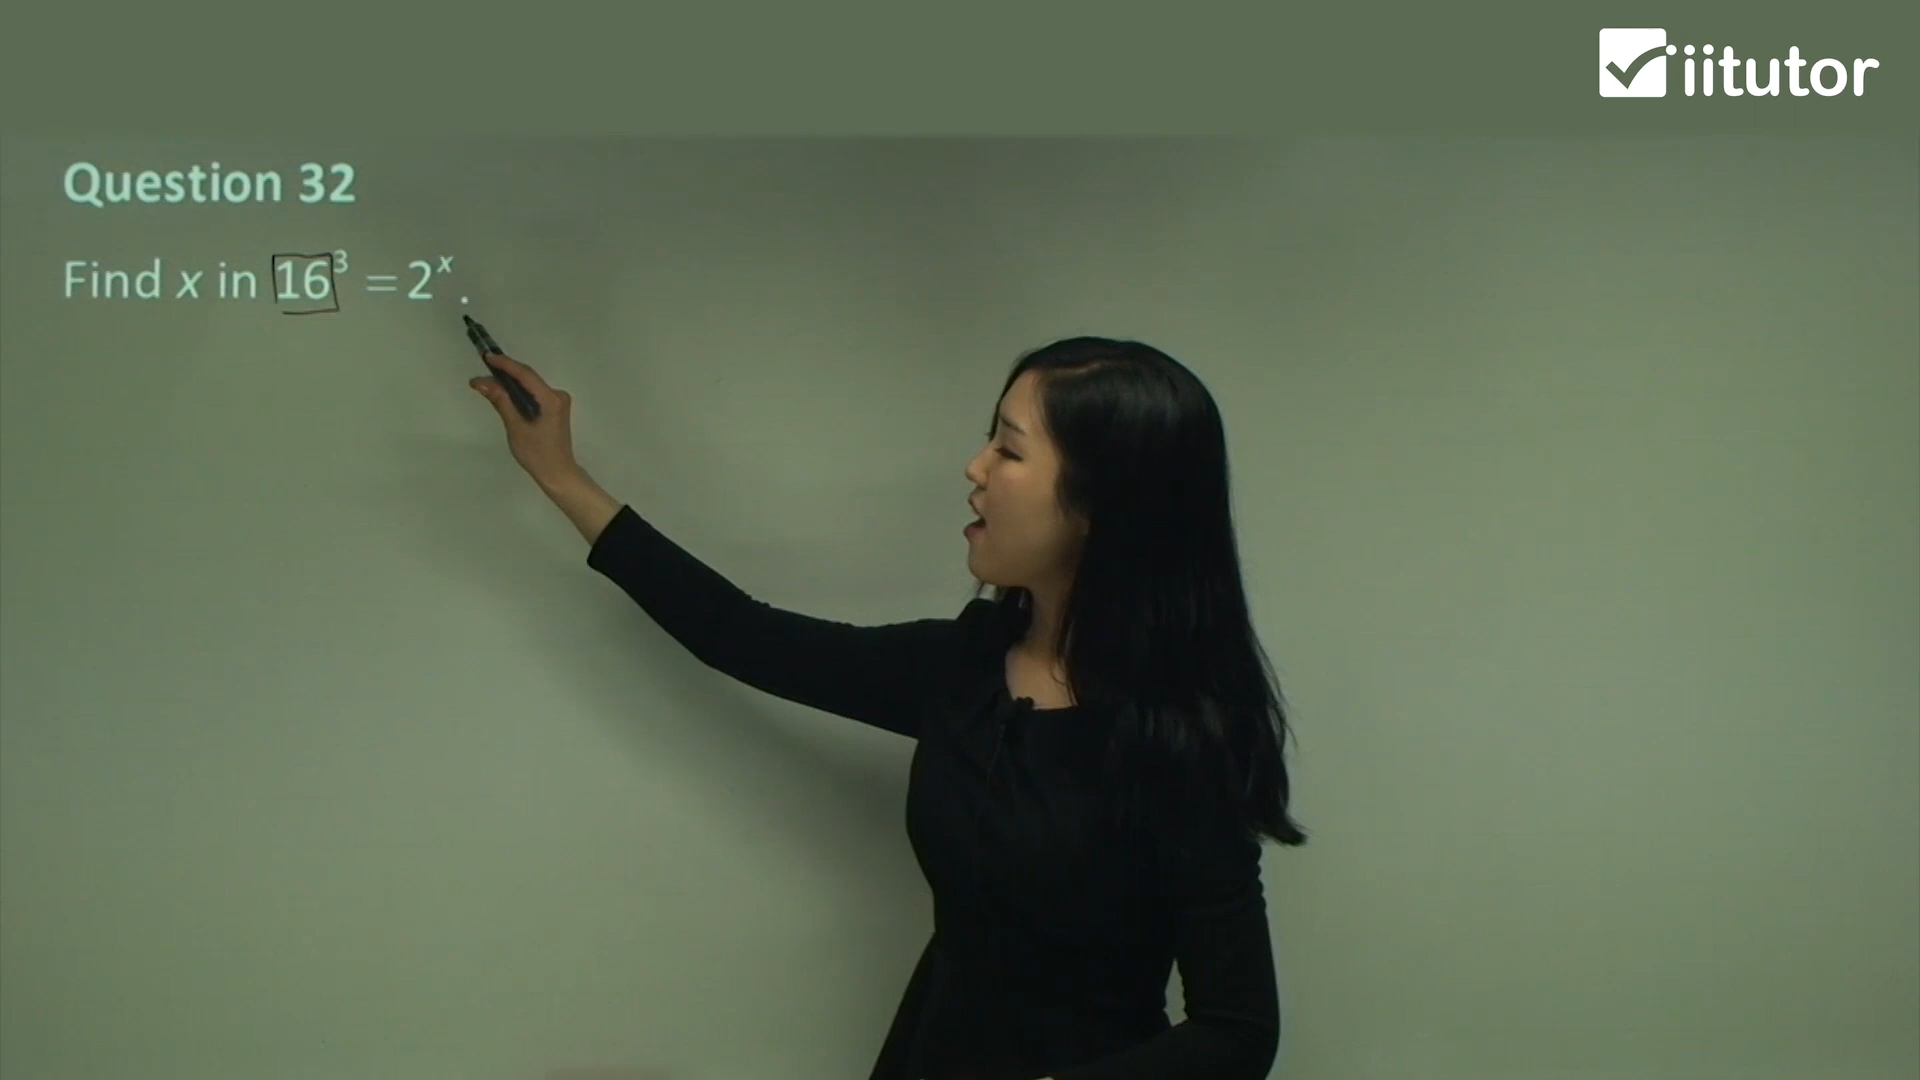 iitutor
Question 32
Find x in 16³ = 2ˣ.